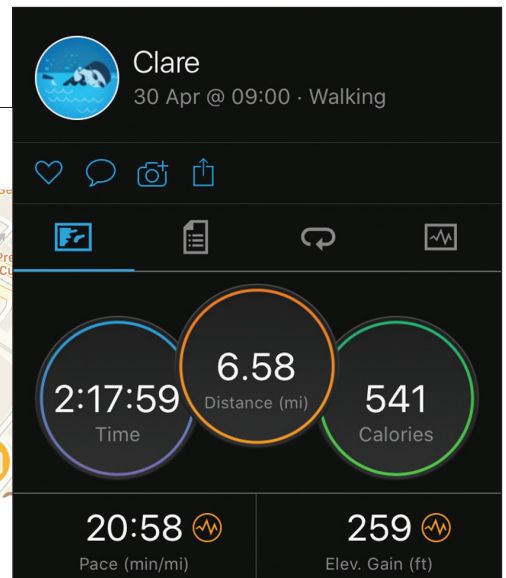 Clare
30 Apr @ 09:00 · Walking
6.58
Distance (mi)
2:17:59
Time
541
Calories
20:58
Pace (min/mi)
259
Elev. Gain (ft)